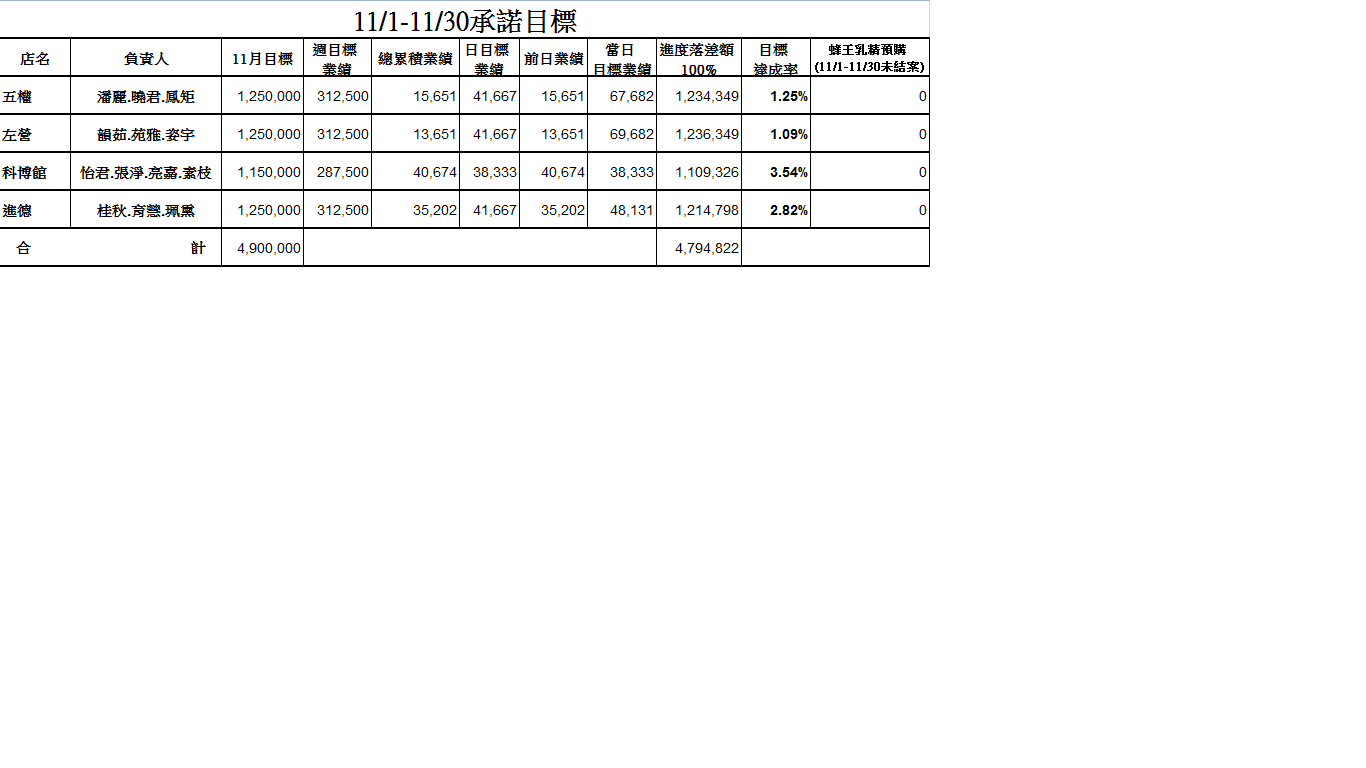 11/1-11/30承諾目標
店名 負責人 11月目標 週目標業績 總累積業績 日目標業績 前日業績 當日目標業績 進度落差額100% 目標達成率 蜂王乳精預購(11/1-11/30未結案)
五權 潘麗.曉君.鳳矩 1,250,000 312,500 15,651 41,667 15,651 67,682 1,234,349 1.25% 0
左營 韻茹.苑雅.姿宇 1,250,000 312,500 13,651 41,667 13,651 69,682 1,236,349 1.09% 0
科博館 怡君.張淨.亮嘉.素枝 1,150,000 287,500 40,674 38,333 40,674 38,333 1,109,326 3.54% 0
進德 桂秋.育慧.珮黛 1,250,000 312,500 35,202 41,667 35,202 48,131 1,214,798 2.82% 0
合計 4,900,000 4,794,822